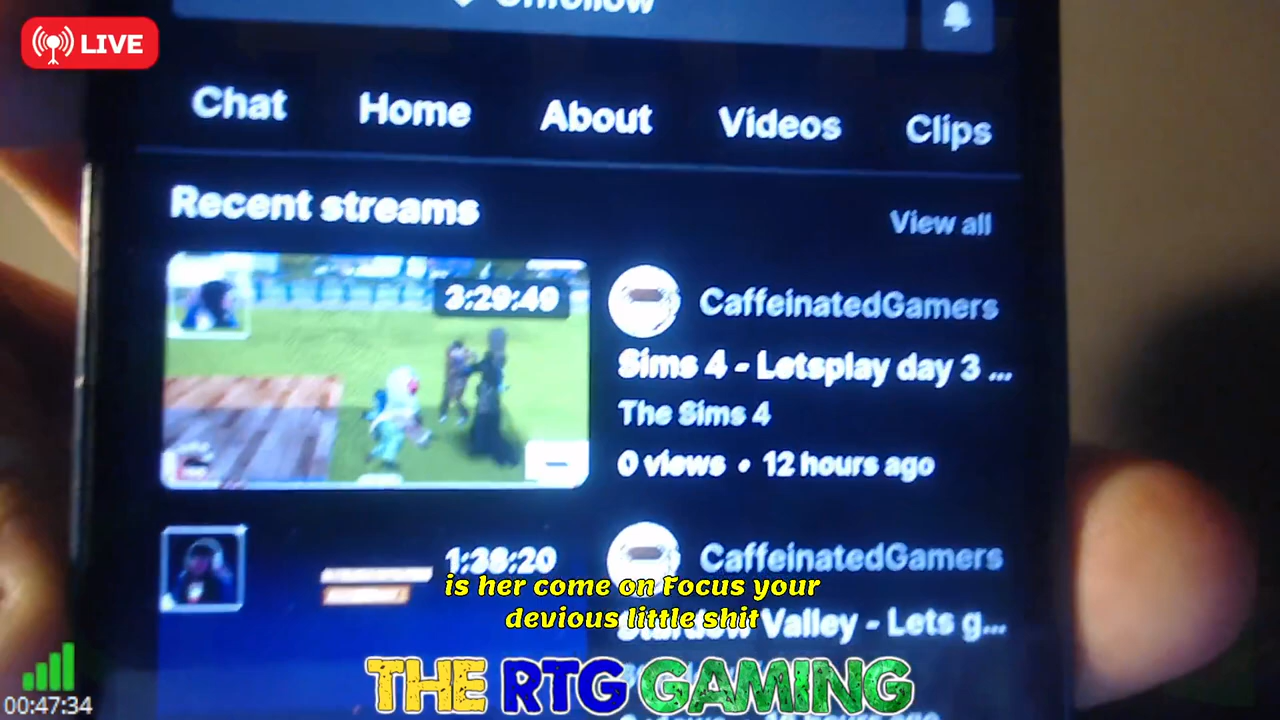 Unfollow
LIVE
Chat Home About Videos Clips
Recent streams
View all
3:29:49
CaffeinatedGamers
Sims 4 - Letsplay day 3 ...
The Sims 4
0 views • 12 hours ago
1:38:20
CaffeinatedGamers
is her come on Focus your
devious little shit
Stardew Valley - Lets g...
THE RTG GAMING
00:47:34